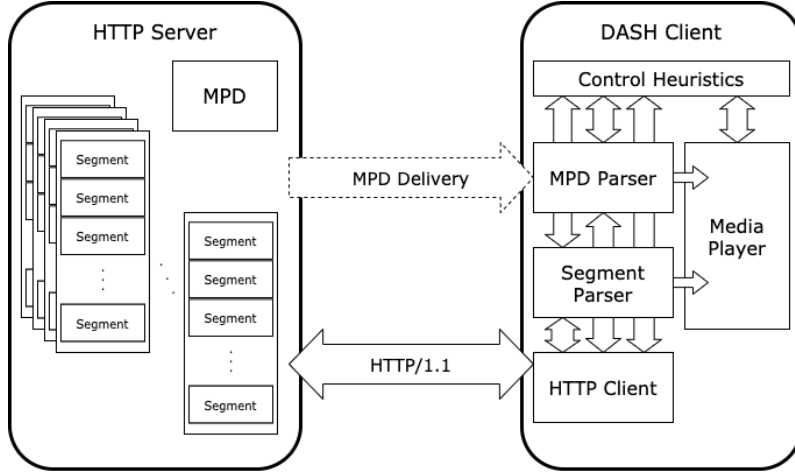 HTTP Server
MPD
Segment
Segment
Segment
Segment
Segment
Segment
Segment
Segment
MPD Delivery
HTTP/1.1
DASH Client
Control Heuristics
MPD Parser
Media
Player
Segment
Parser
HTTP Client